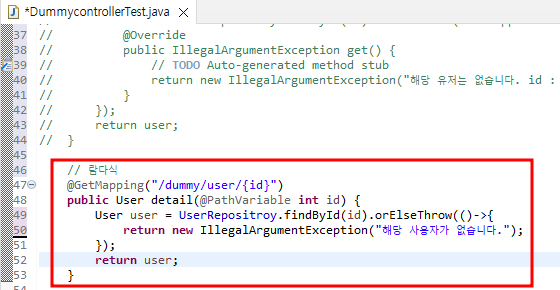 *DummycontrollerTest.java
37 // @Override
38 // public IllegalArgumentException get() {
39 // // TODO Auto-generated method stub
40 // return new IllegalArgumentException("해당 유저는 없습니다. id :
41 // }
42 // });
43 // return user;
44 // }
45
46 // 람다식
47 @GetMapping("/dummy/user/{id}")
48 public User detail(@PathVariable int id) {
49 User user = UserRepositroy.findById(id).orElseThrow(()->{
50 return new IllegalArgumentException("해당 사용자가 없습니다.");
51 });
52 return user;
53 }